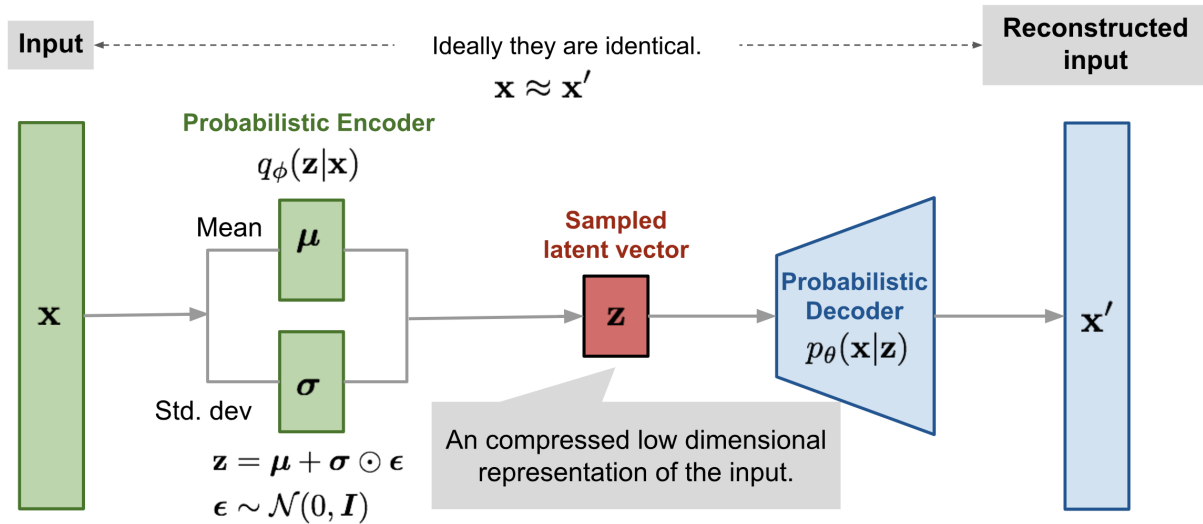 Input
Ideally they are identical.
x ≈ x′
Reconstructed
input
Probabilistic Encoder
qϕ(z|x)
Mean
μ
x
σ
Std. dev
z = μ + σ ⊙ ϵ
ϵ ∼ 𝒩(0, I)
Sampled
latent vector
z
An compressed low dimensional
representation of the input.
Probabilistic
Decoder
pθ(x|z)
x′